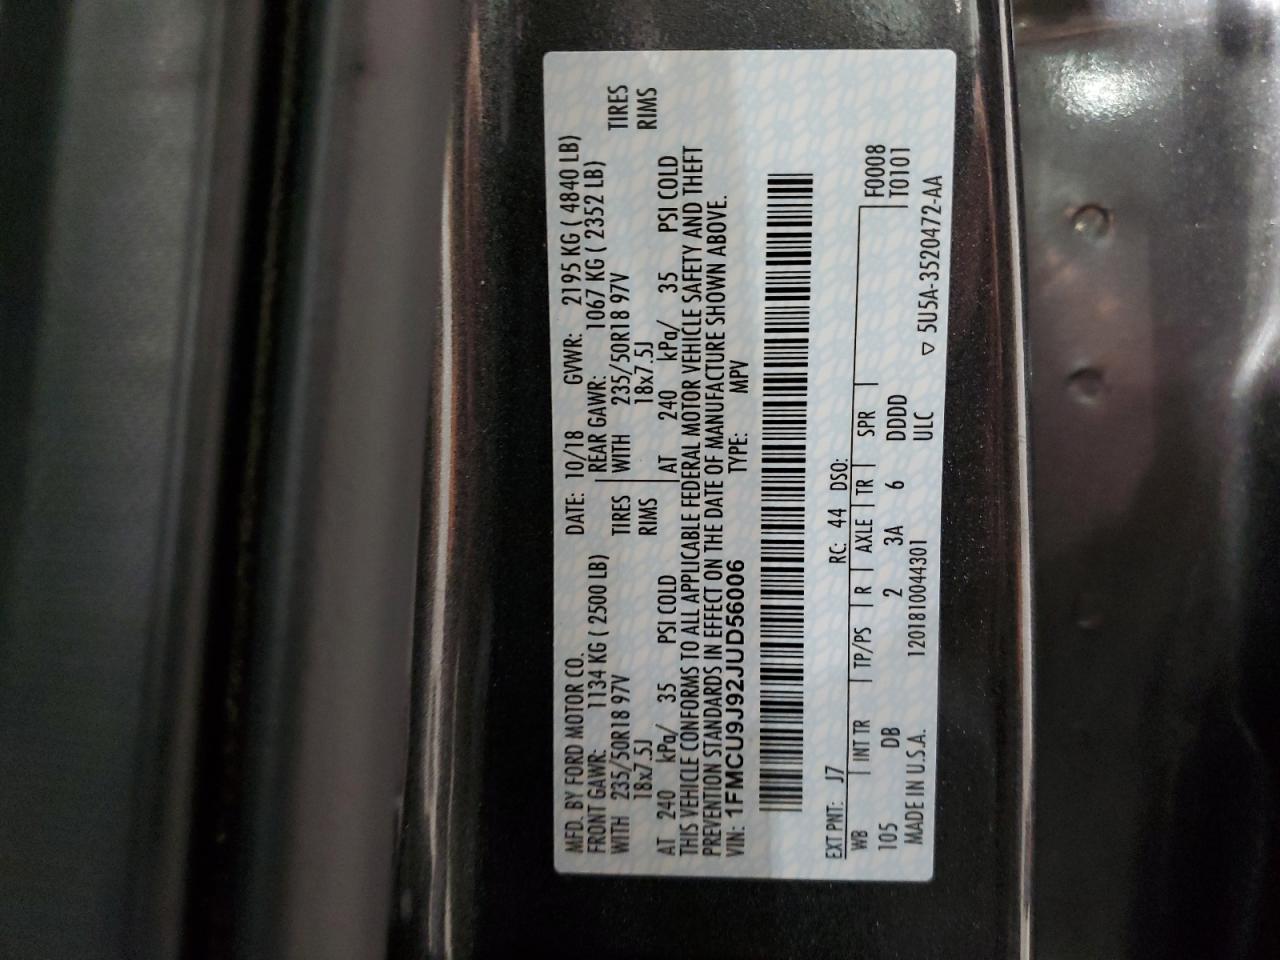 MFD. BY FORD MOTOR CO. DATE: 10/18 GVWR: 2195 KG ( 4840 LB)
FRONT GAWR: 1134 KG ( 2500 LB) REAR GAWR: 1067 KG ( 2352 LB)
WITH 235/50R18 97V TIRES WITH 235/50R18 97V TIRES
18x7.5J RIMS 18x7.5J RIMS
AT 240 kPa/ 35 PSI COLD AT 240 kPa/ 35 PSI COLD
THIS VEHICLE CONFORMS TO ALL APPLICABLE FEDERAL MOTOR VEHICLE SAFETY AND THEFT
PREVENTION STANDARDS IN EFFECT ON THE DATE OF MANUFACTURE SHOWN ABOVE.
VIN: 1FMCU9J92JUD56006 TYPE: MPV
EXT PNT: J7 RC: 44 DSO:
WB INT TR TP/PS R AXLE TR SPR F0008
105 DB 2 3A 6 DDDD T0101
MADE IN U.S.A. 120181004430​1 ULC ▽ 5U5A-3520472-AA